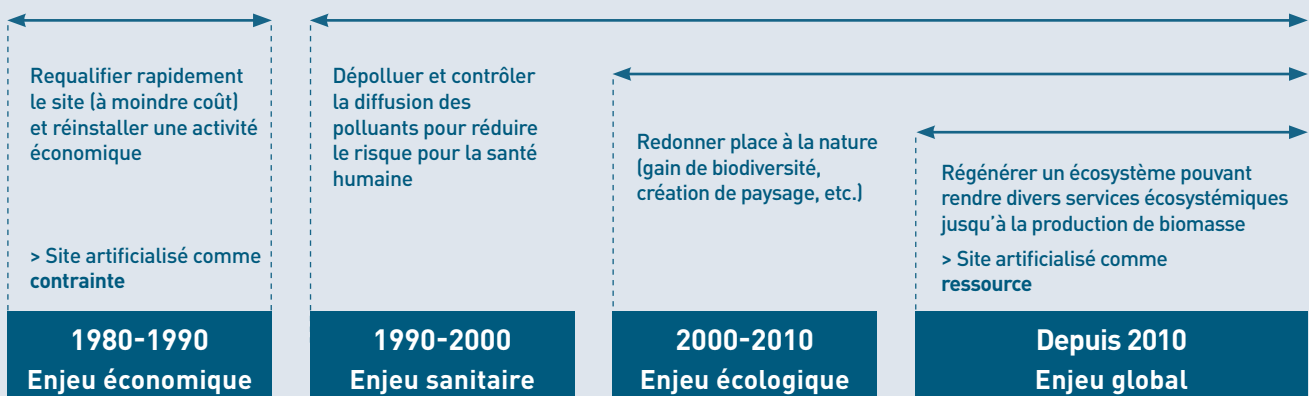 Requalifier rapidement
le site (à moindre coût)
et réinstaller une activité
économique
> Site artificialisé comme
contrainte
1980-1990
Enjeu économique
Dépolluer et contrôler
la diffusion des
polluants pour réduire
le risque pour la santé
humaine
1990-2000
Enjeu sanitaire
Redonner place à la nature
(gain de biodiversité,
création de paysage, etc.)
2000-2010
Enjeu écologique
Régénérer un écosystème pouvant
rendre divers services écosystémiques
jusqu’à la production de biomasse
> Site artificialisé comme
ressource
Depuis 2010
Enjeu global